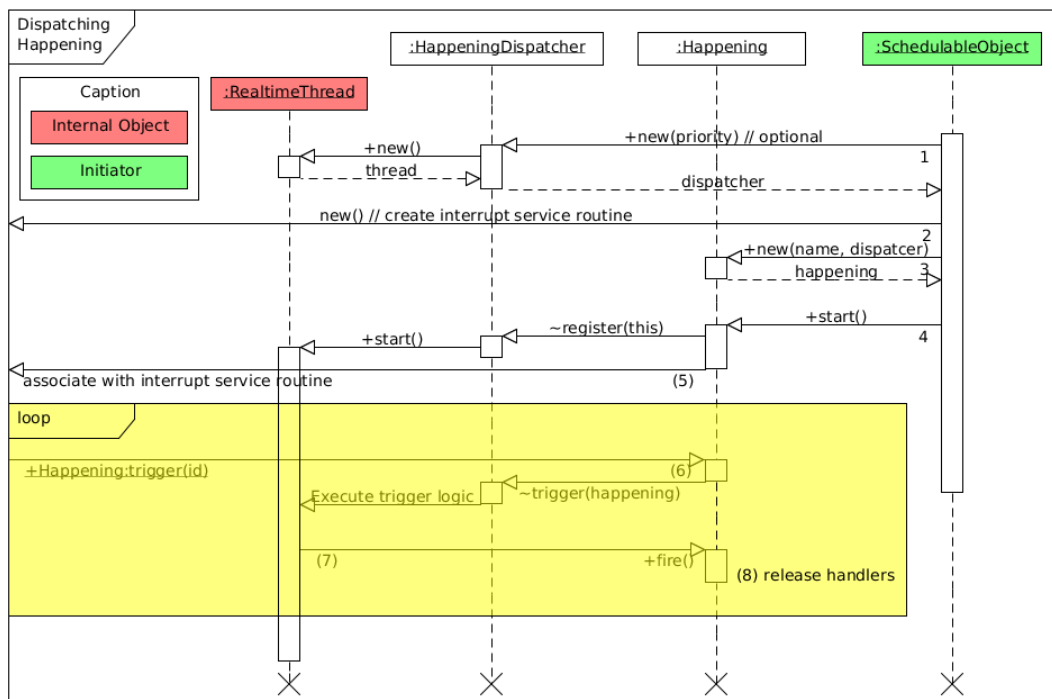 Dispatching
Happening
:HappeningDispatcher
:Happening
:SchedulableObject
Caption
:RealtimeThread
Internal Object
Initiator
+new(priority) // optional
1
+new()
thread
dispatcher
new() // create interrupt service routine
2
+new(name, dispatcer)
happening
3
+start()
~register(this)
+start()
4
associate with interrupt service routine
(5)
loop
+Happening:trigger(id)
(6)
Execute trigger logic
~trigger(happening)
(7)
+fire()
(8) release handlers